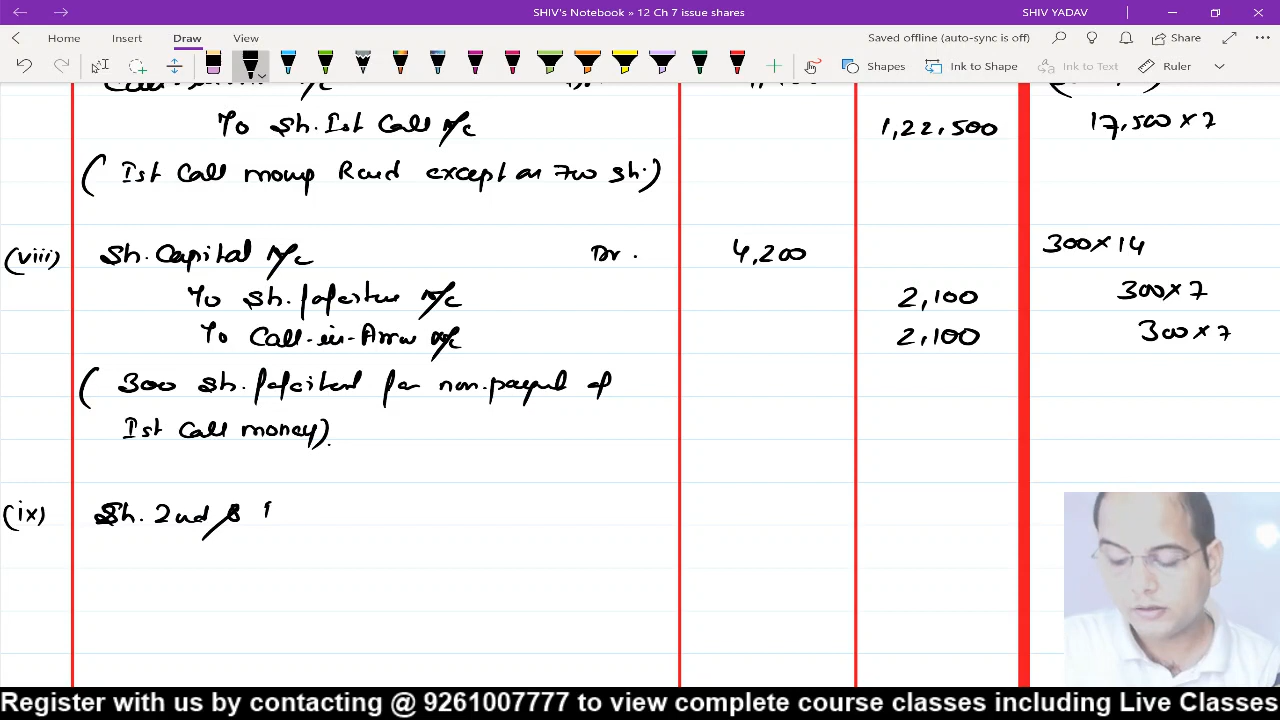 SHIV's Notebook » 12 Ch 7 issue shares
SHIV YADAV
Home Insert Draw View
Saved offline (auto-sync is off)
Share
Shapes
Ink to Shape
Ink to Text
Ruler
To Sh. Ist Call A/c 1,22,500 17,500×7
( Ist Call money Recvd except on 700 Sh.)
(viii) Sh. Capital A/c Dr. 4,200 300×14
To Sh. forfeiture A/c 2,100 300×7
To Call-in-Arrear A/c 2,100 300×7
( 300 Sh. forfeited for non-payment of
Ist Call money).
(ix) Sh. 2nd &
Register with us by contacting @ 9261007777 to view complete course classes including Live Classes